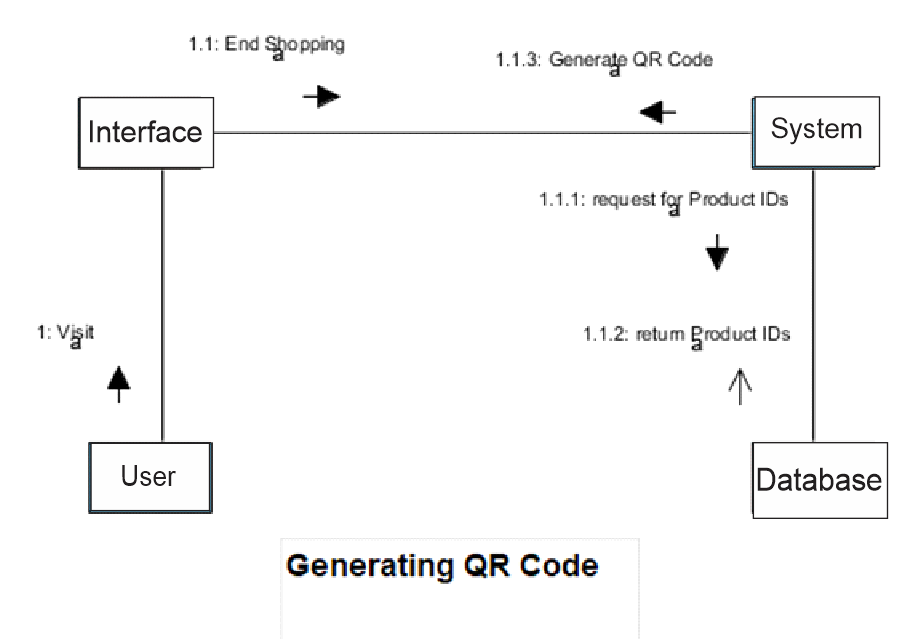 1.1: End Shopping
a
1.1.3: Generate QR Code
a
Interface
System
1.1.1: request for Product IDs
a
1: Visit
a
1.1.2: return Product IDs
a
User
Database
Generating QR Code